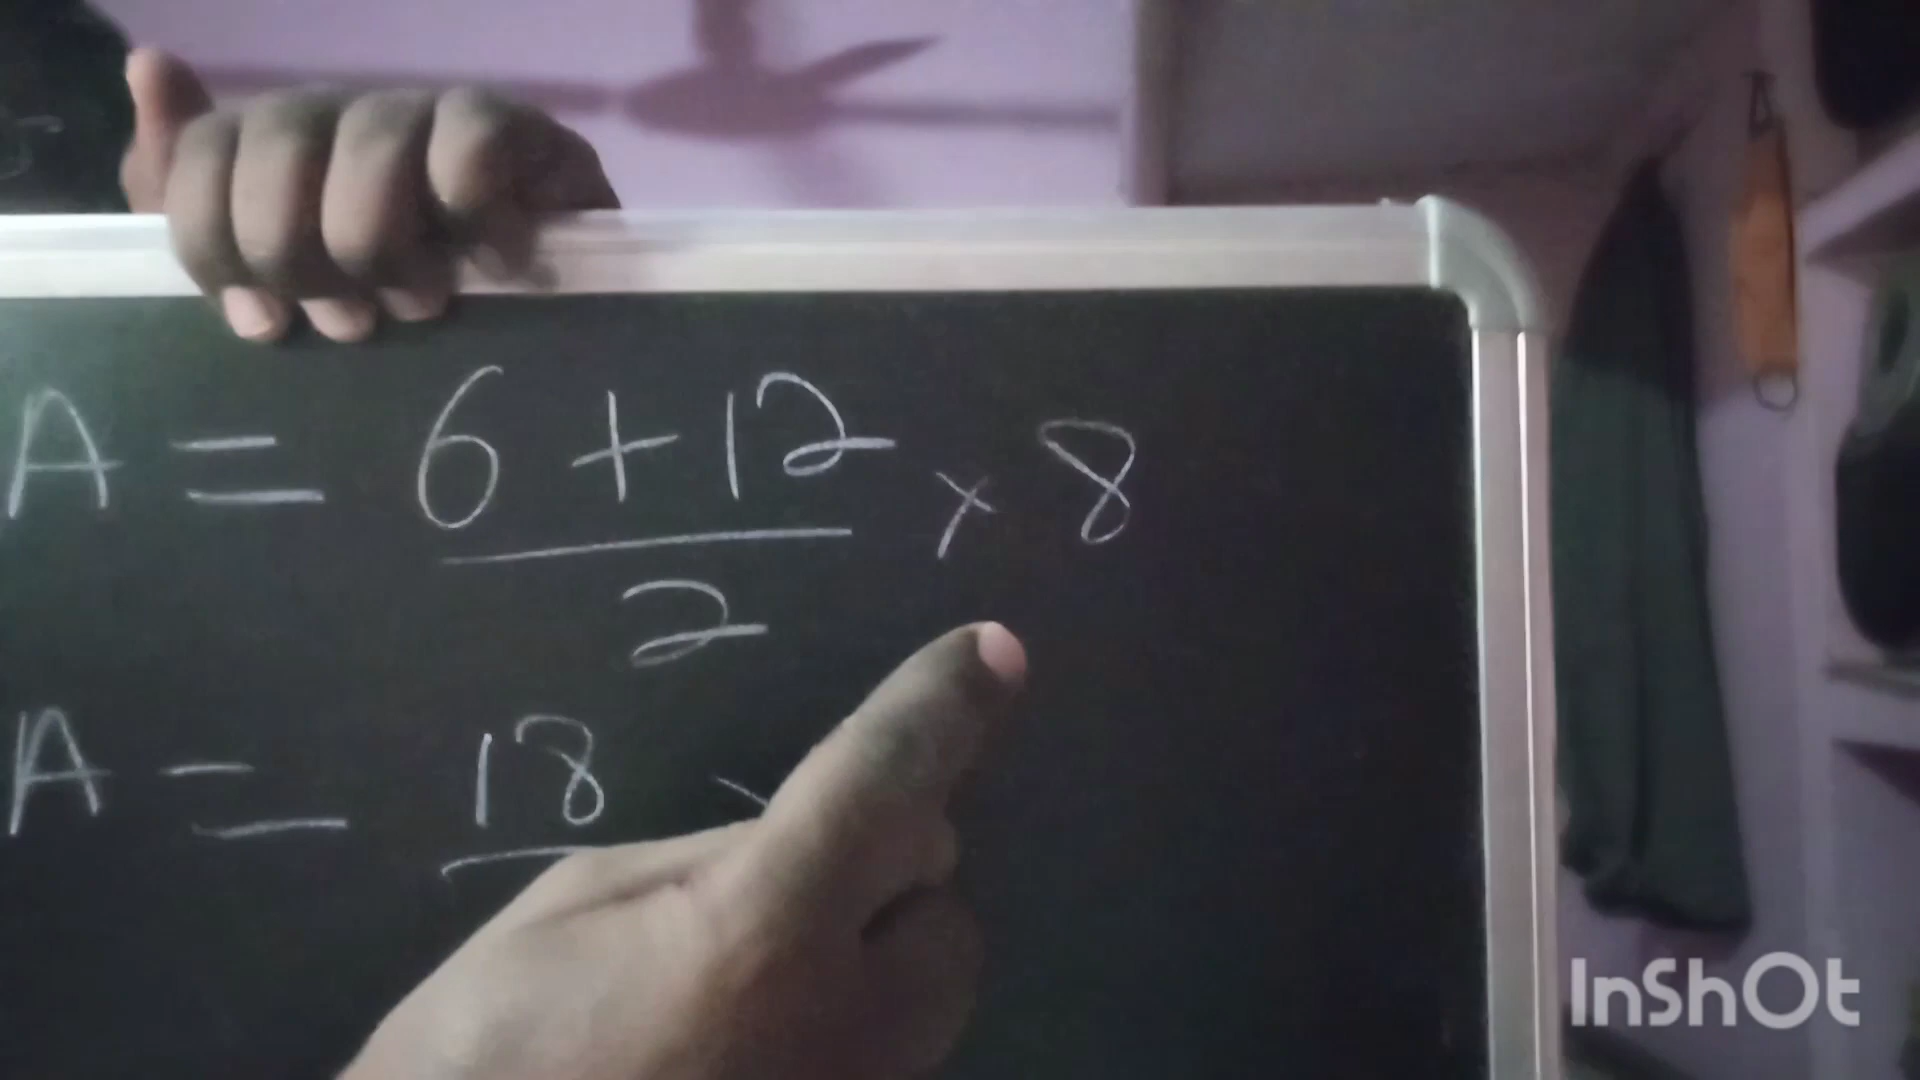 A = 6 + 12 × 8
2
A = 18
InShOt